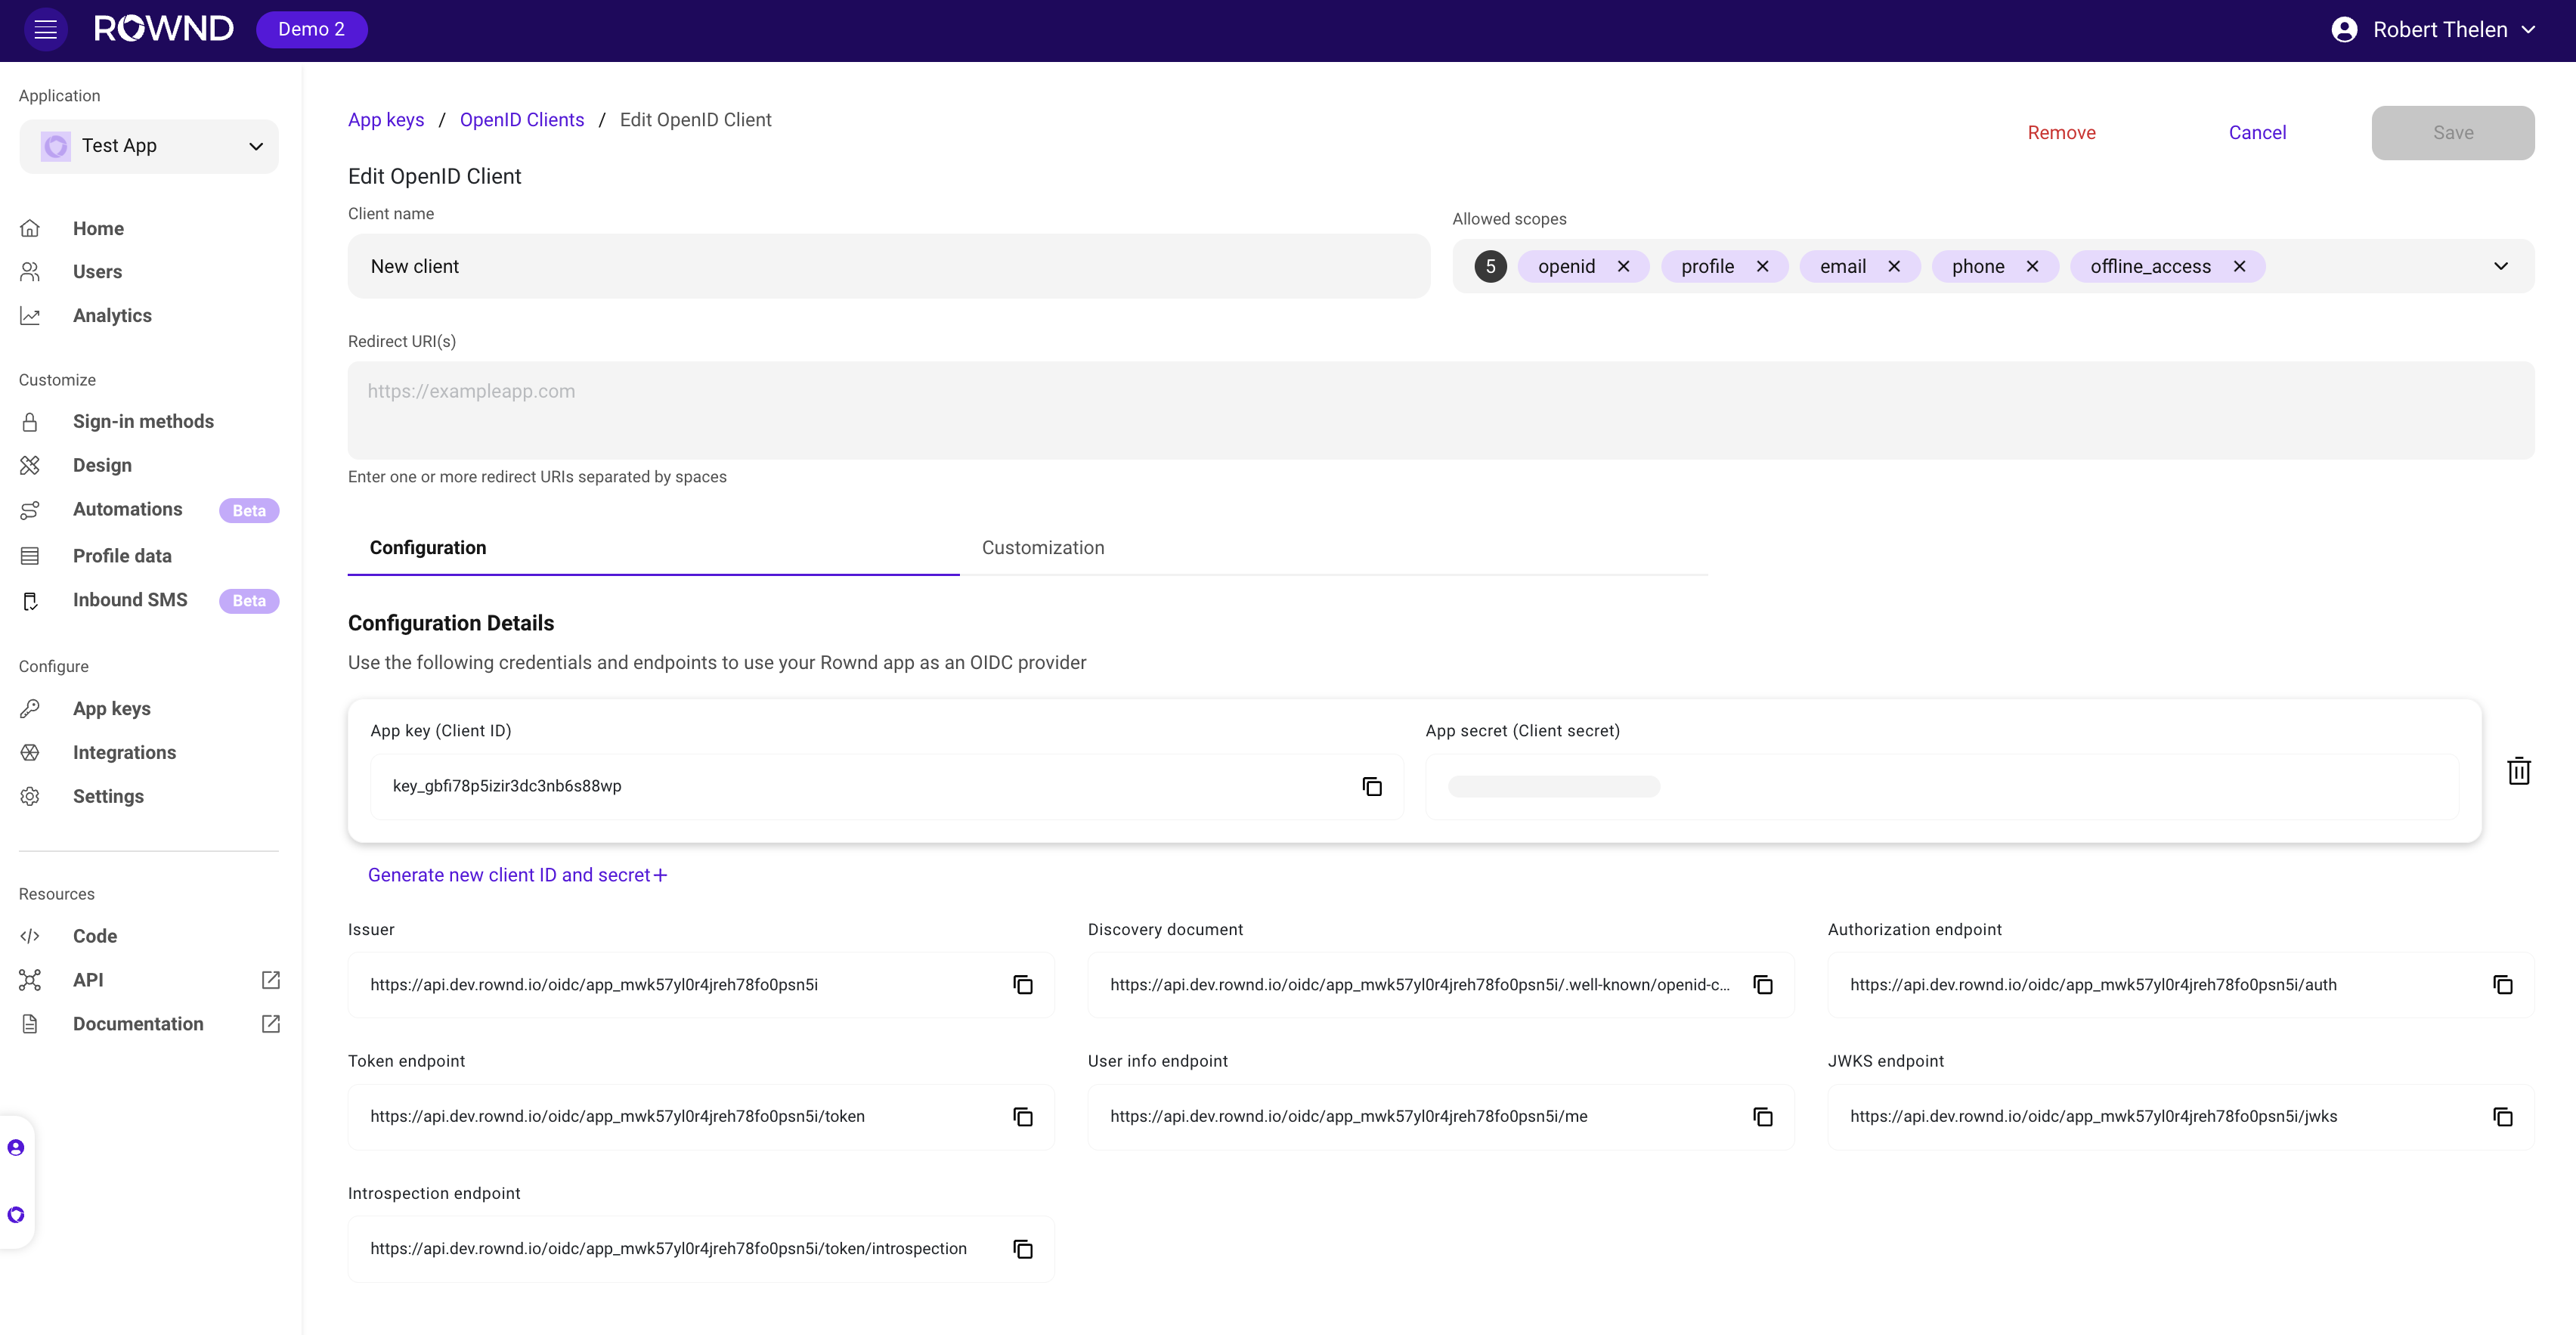 ROWND
Demo 2
Robert Thelen
Application
Test App
Home
Users
Analytics
Customize
Sign-in methods
Design
Automations Beta
Profile data
Inbound SMS Beta
Configure
App keys
Integrations
Settings
Resources
Code
API
Documentation
App keys / OpenID Clients / Edit OpenID Client
Remove
Cancel
Save
Edit OpenID Client
Client name
New client
Allowed scopes
5 openid profile email phone offline_access
Redirect URI(s)
https://exampleapp.com
Enter one or more redirect URIs separated by spaces
Configuration
Customization
Configuration Details
Use the following credentials and endpoints to use your Rownd app as an OIDC provider
App key (Client ID)
key_gbfi78p5izir3dc3nb6s88wp
App secret (Client secret)
Generate new client ID and secret+
Issuer
https://api.dev.rownd.io/oidc/app_mwk57yl0r4jreh78fo0psn5i
Discovery document
https://api.dev.rownd.io/oidc/app_mwk57yl0r4jreh78fo0psn5i/.well-known/openid-c...
Authorization endpoint
https://api.dev.rownd.io/oidc/app_mwk57yl0r4jreh78fo0psn5i/auth
Token endpoint
https://api.dev.rownd.io/oidc/app_mwk57yl0r4jreh78fo0psn5i/token
User info endpoint
https://api.dev.rownd.io/oidc/app_mwk57yl0r4jreh78fo0psn5i/me
JWKS endpoint
https://api.dev.rownd.io/oidc/app_mwk57yl0r4jreh78fo0psn5i/jwks
Introspection endpoint
https://api.dev.rownd.io/oidc/app_mwk57yl0r4jreh78fo0psn5i/token/introspection